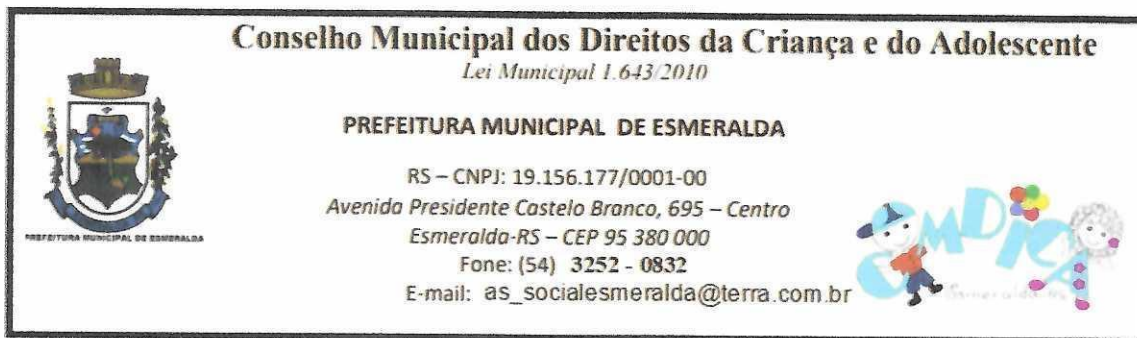 Conselho Municipal dos Direitos da Criança e do Adolescente
Lei Municipal 1.643/2010
PREFEITURA MUNICIPAL DE ESMERALDA
RS – CNPJ: 19.156.177/0001-00
Avenida Presidente Castelo Branco, 695 – Centro
Esmeralda-RS – CEP 95 380 000
Fone: (54) 3252 - 0832
E-mail: as_socialesmeralda@terra.com.br
PREFEITURA MUNICIPAL DE ESMERALDA
CMDICA
Esmeralda